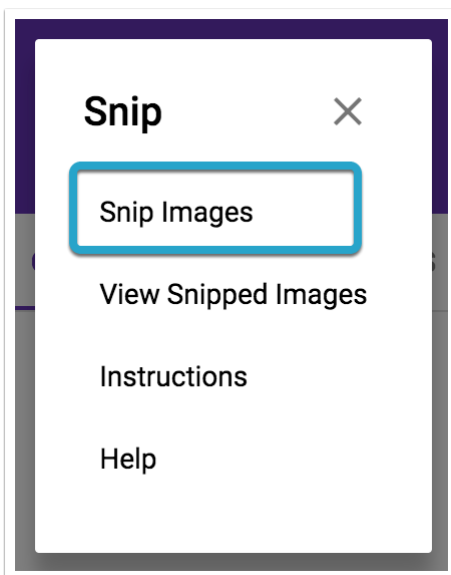 Snip
Snip Images
View Snipped Images
Instructions
Help